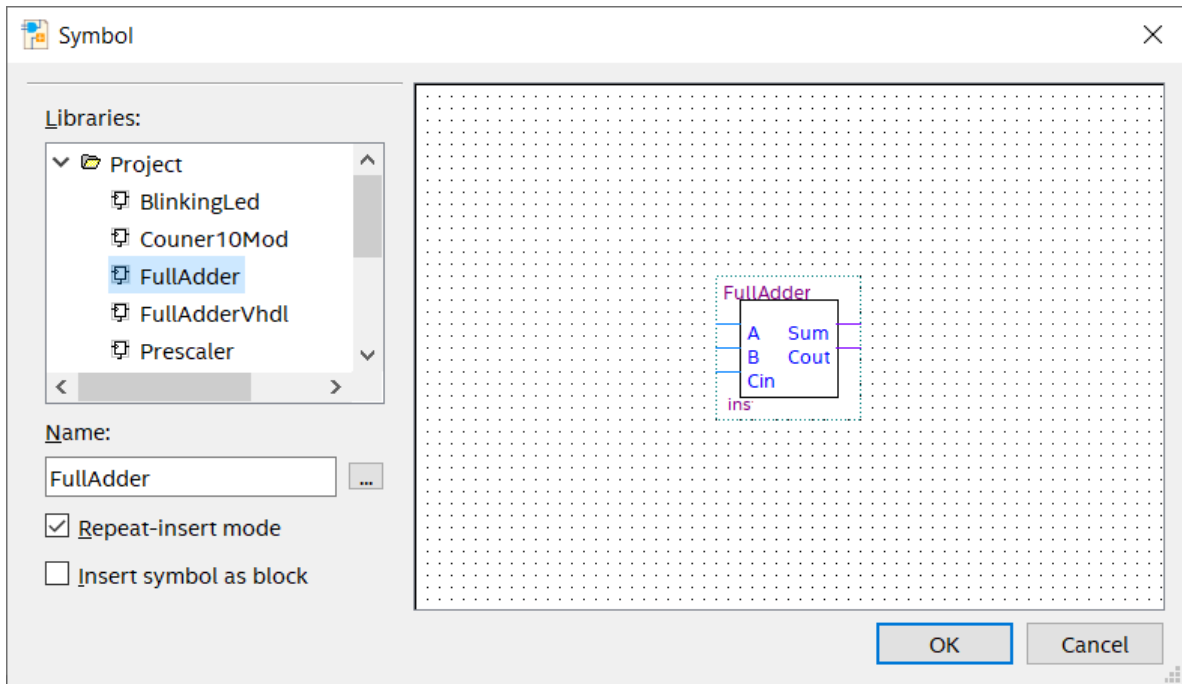 Symbol
Libraries:
Project
BlinkingLed
Couner10Mod
FullAdder
FullAdderVhdl
Prescaler
Name:
FullAdder
...
Repeat-insert mode
Insert symbol as block
FullAdder
A Sum
B Cout
Cin
ins
OK Cancel